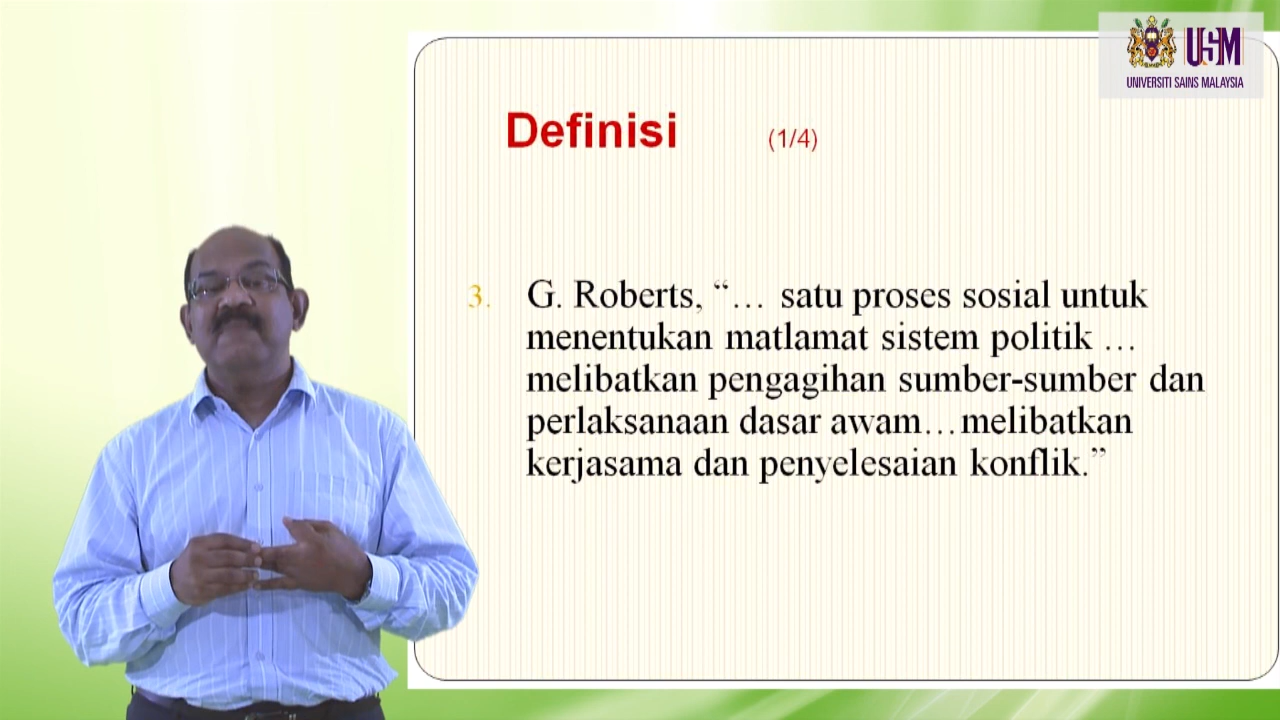 USM
UNIVERSITI SAINS MALAYSIA
Definisi (1/4)
3. G. Roberts, “… satu proses sosial untuk
menentukan matlamat sistem politik …
melibatkan pengagihan sumber-sumber dan
perlaksanaan dasar awam…melibatkan
kerjasama dan penyelesaian konflik.”